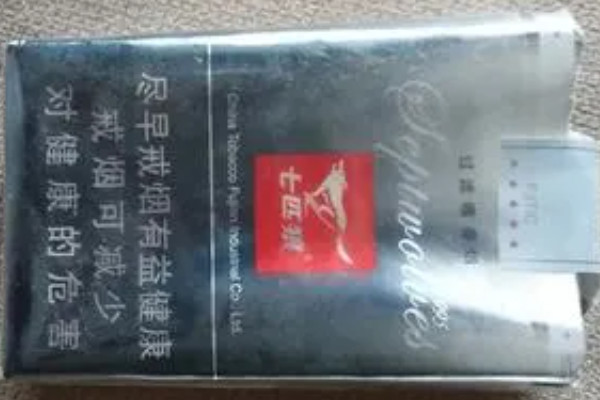 Septwolves
七匹狼
China Tobacco Fujian Industrial Co., Ltd.
尽早戒烟有益健康
戒烟可减少
对健康的危害